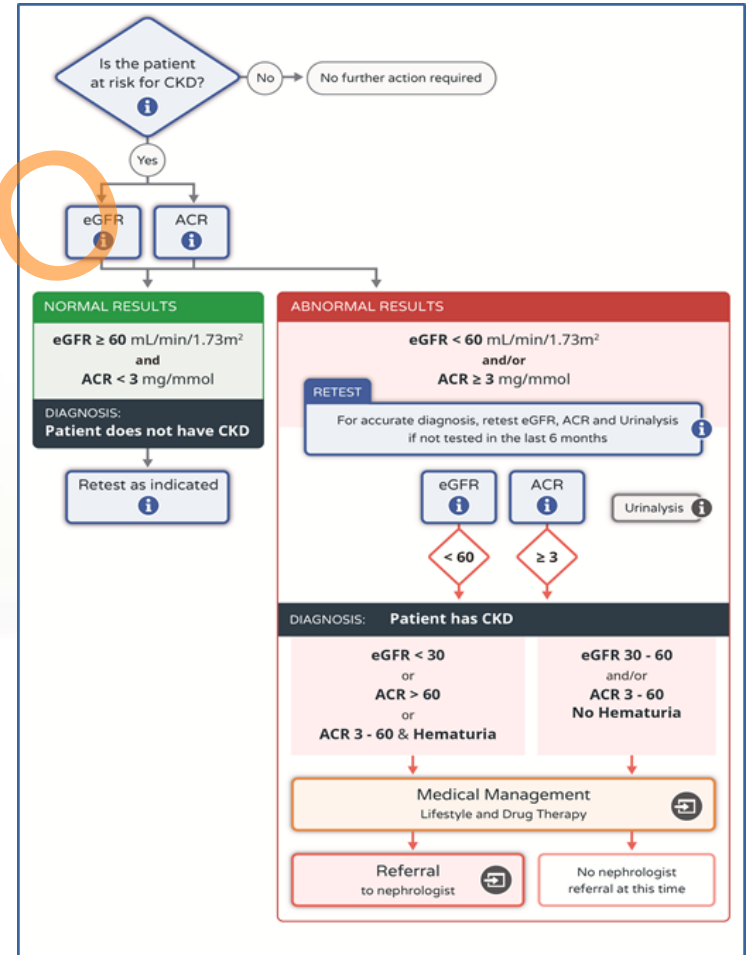 Is the patient
at risk for CKD?
No
No further action required
Yes
eGFR
ACR
NORMAL RESULTS
eGFR ≥ 60 mL/min/1.73m²
and
ACR < 3 mg/mmol
DIAGNOSIS:
Patient does not have CKD
Retest as indicated
ABNORMAL RESULTS
eGFR < 60 mL/min/1.73m²
and/or
ACR ≥ 3 mg/mmol
RETEST
For accurate diagnosis, retest eGFR, ACR and Urinalysis
if not tested in the last 6 months
eGFR
ACR
Urinalysis
< 60
≥ 3
DIAGNOSIS: Patient has CKD
eGFR < 30
or
ACR > 60
or
ACR 3 - 60 & Hematuria
eGFR 30 - 60
and/or
ACR 3 - 60
No Hematuria
Medical Management
Lifestyle and Drug Therapy
Referral
to nephrologist
No nephrologist
referral at this time